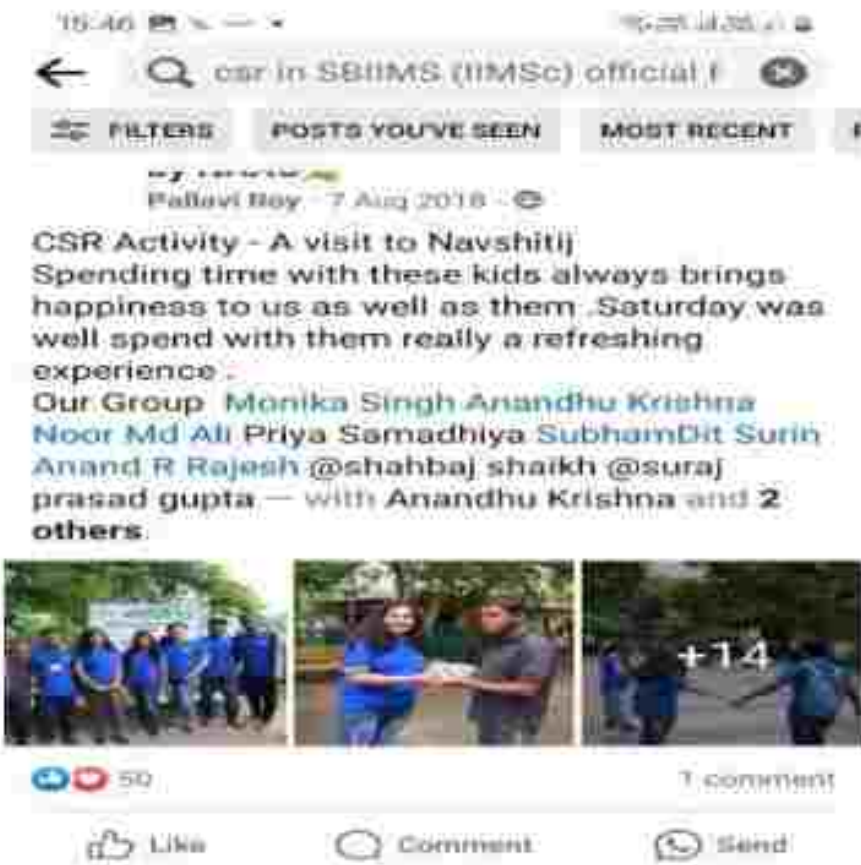 15:46
csr in SBIIMS (IIMSc) official f
FILTERS POSTS YOU'VE SEEN MOST RECENT
Pallavi Roy · 7 Aug 2018 ·
CSR Activity - A visit to Navshitij
Spending time with these kids always brings
happiness to us as well as them .Saturday was
well spend with them really a refreshing
experience .
Our Group Monika Singh Anandhu Krishna
Noor Md Ali Priya Samadhiya SubhamDit Surin
Anand R Rajesh @shahbaj shaikh @suraj
prasad gupta — with Anandhu Krishna and 2
others.
+14
50 1 comment
Like Comment Send